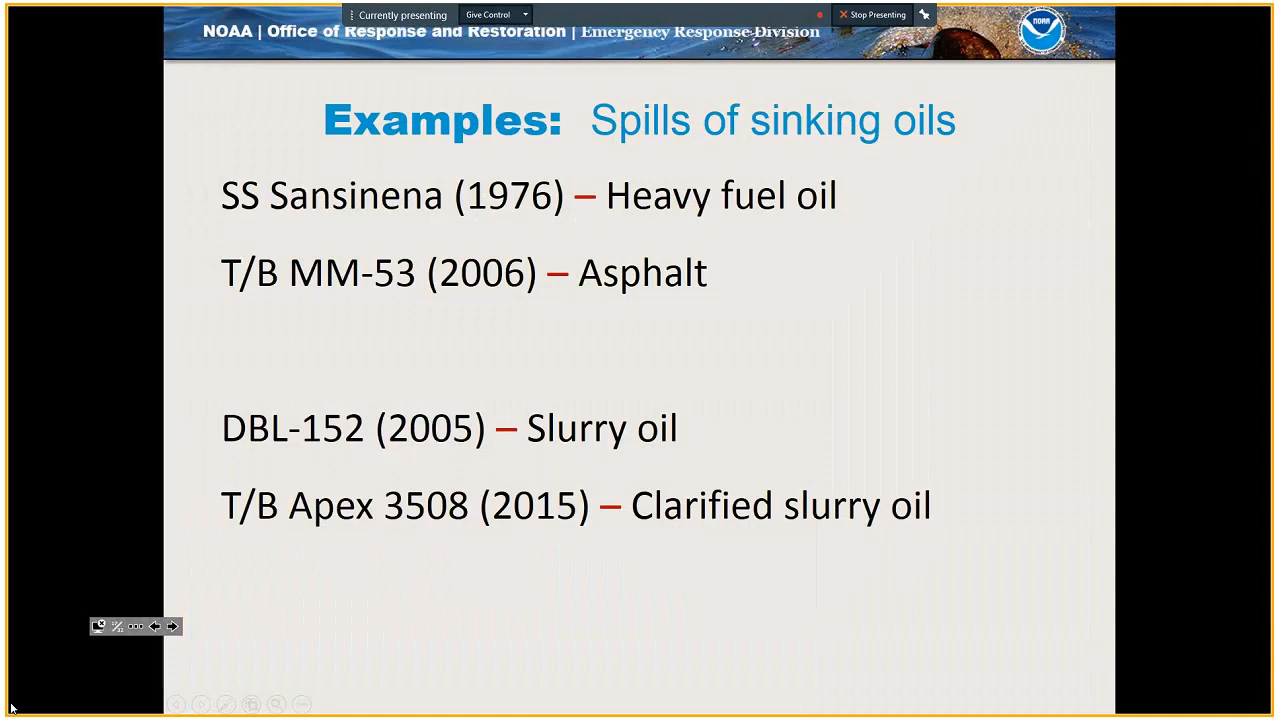 Currently presenting
Give Control
Stop Presenting
NOAA | Office of Response and Restoration | Emergency Response Division
NOAA
Examples: Spills of sinking oils
SS Sansinena (1976) – Heavy fuel oil
T/B MM-53 (2006) – Asphalt
DBL-152 (2005) – Slurry oil
T/B Apex 3508 (2015) – Clarified slurry oil